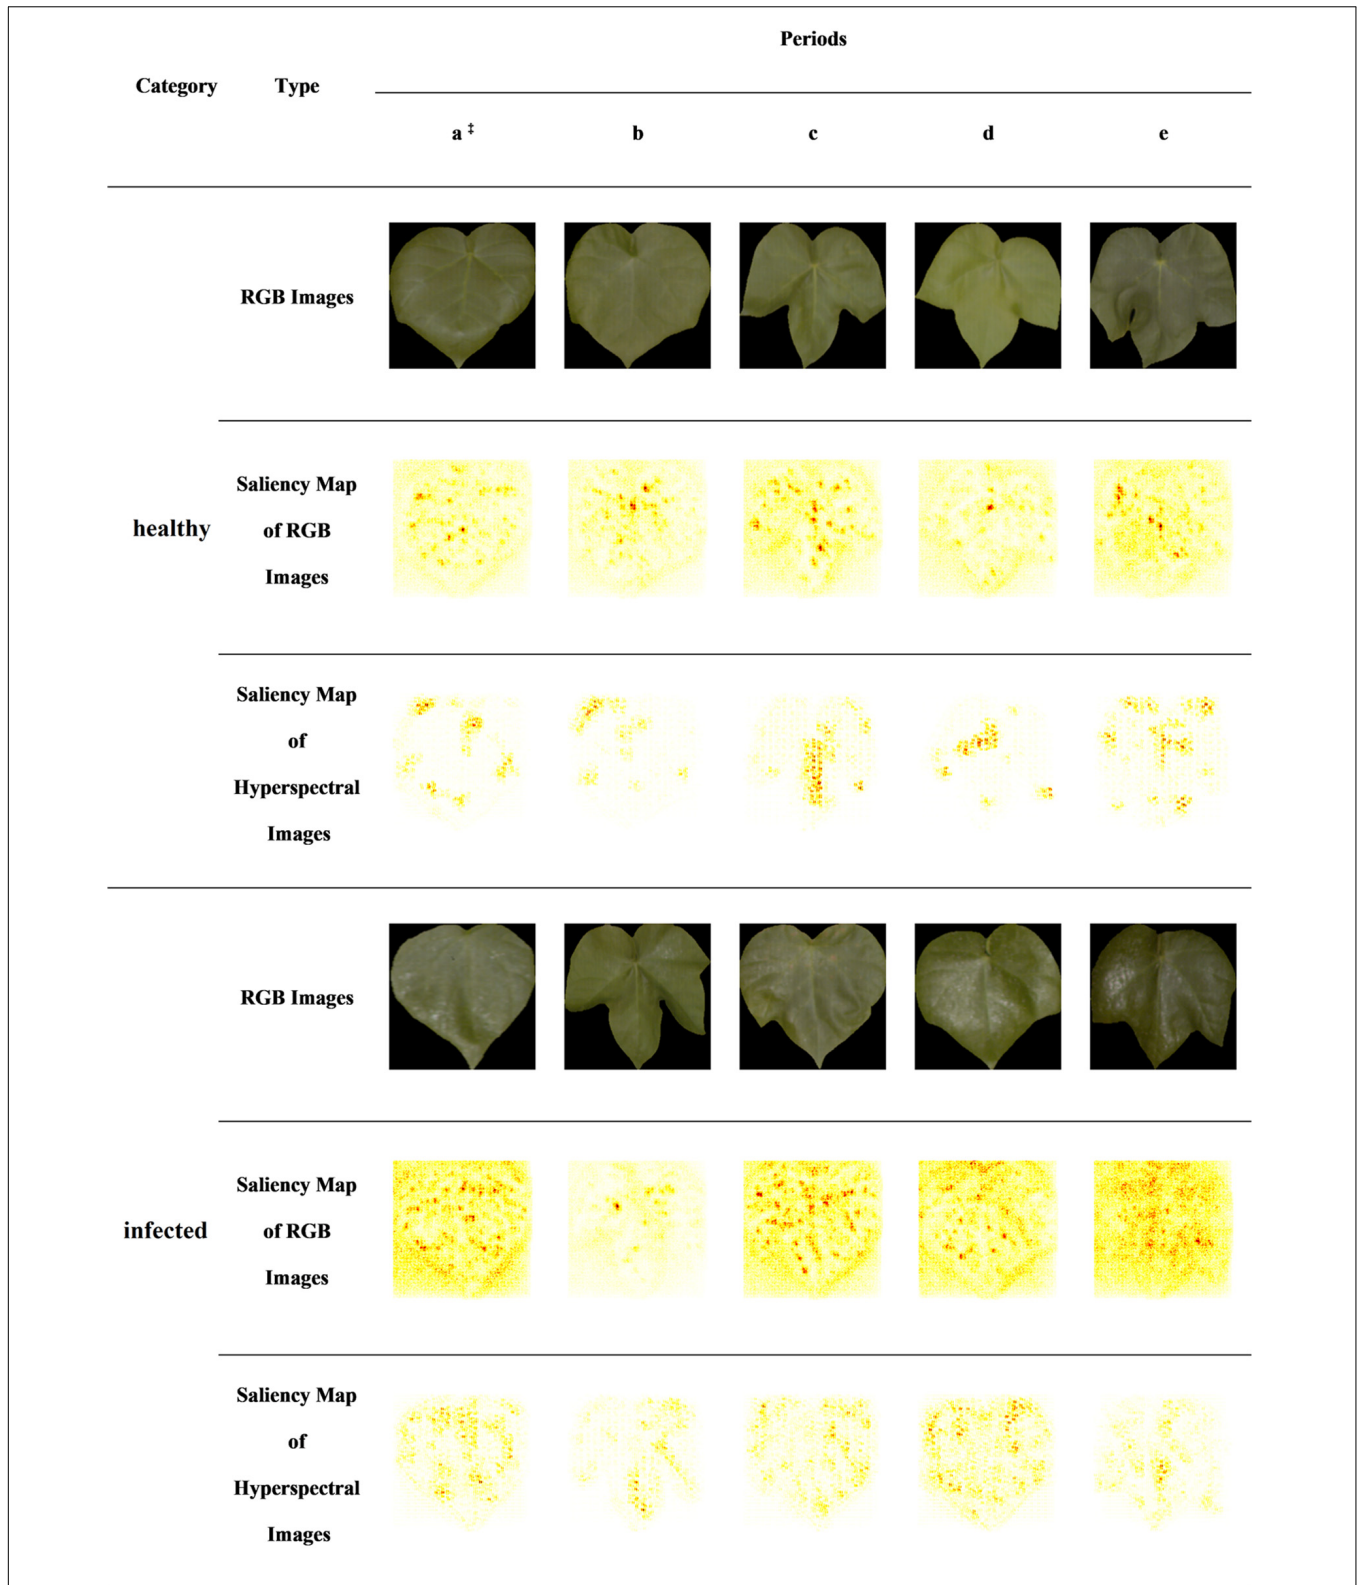 Periods
Category Type
a ‡ b c d e
RGB Images
healthy
Saliency Map
of RGB
Images
Saliency Map
of
Hyperspectral
Images
RGB Images
infected
Saliency Map
of RGB
Images
Saliency Map
of
Hyperspectral
Images